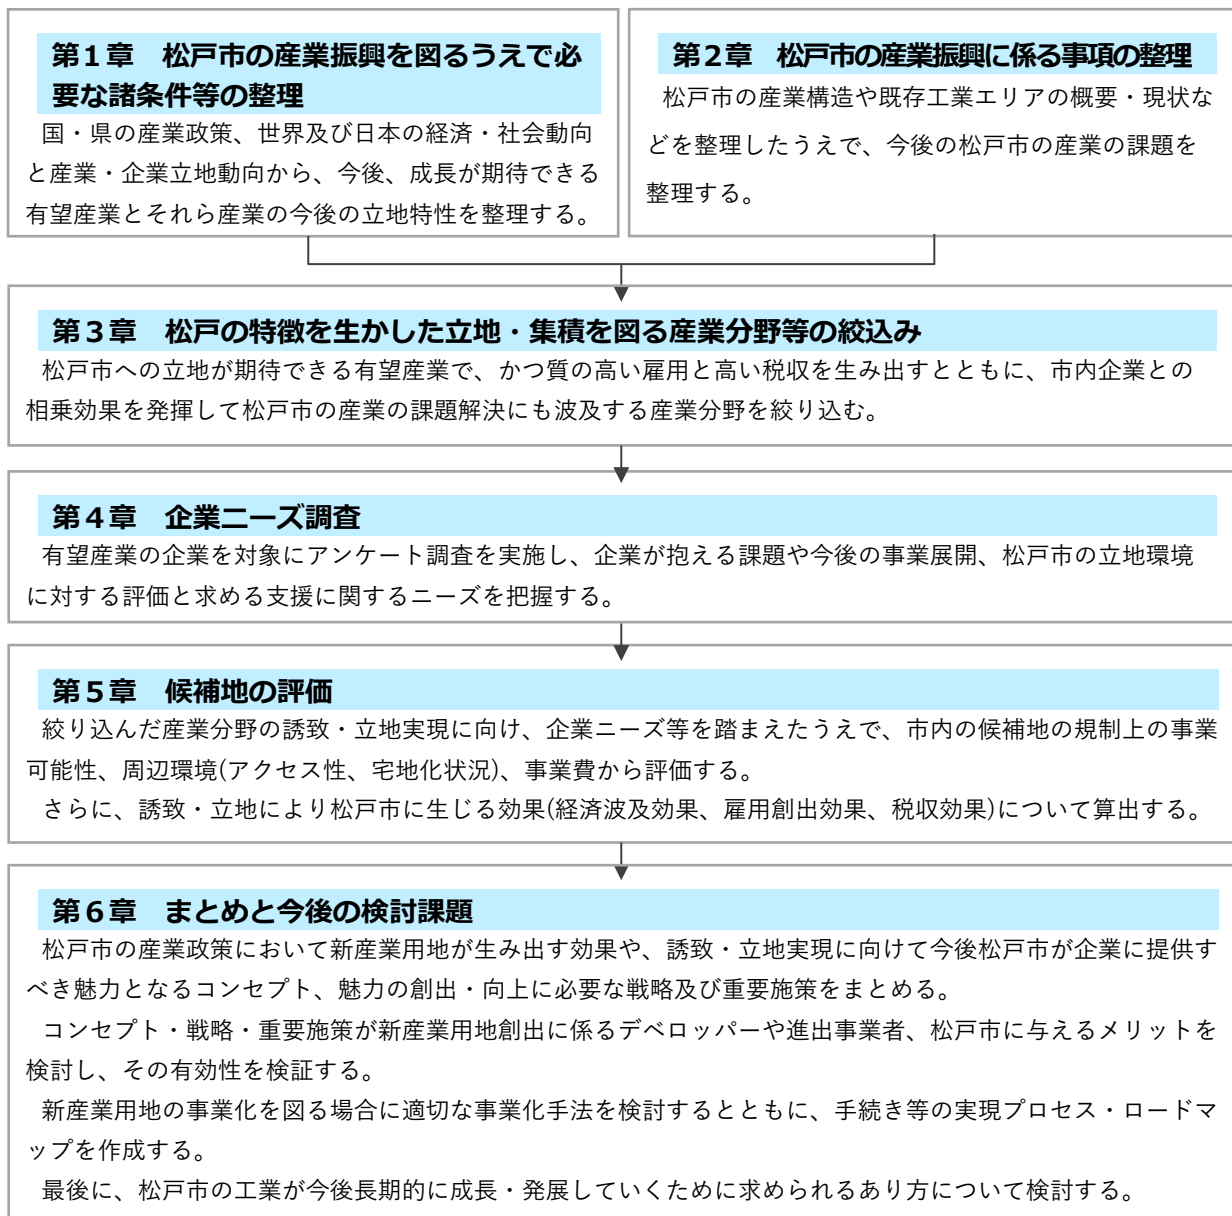 第1章　松戸市の産業振興を図るうえで必
要な諸条件等の整理
国・県の産業政策、世界及び日本の経済・社会動向
と産業・企業立地動向から、今後、成長が期待できる
有望産業とそれら産業の今後の立地特性を整理する。
第2章　松戸市の産業振興に係る事項の整理
松戸市の産業構造や既存工業エリアの概要・現状な
どを整理したうえで、今後の松戸市の産業の課題を
整理する。
第３章　松戸の特徴を生かした立地・集積を図る産業分野等の絞込み
松戸市への立地が期待できる有望産業で、かつ質の高い雇用と高い税収を生み出すとともに、市内企業との
相乗効果を発揮して松戸市の産業の課題解決にも波及する産業分野を絞り込む。
第４章　企業ニーズ調査
有望産業の企業を対象にアンケート調査を実施し、企業が抱える課題や今後の事業展開、松戸市の立地環境
に対する評価と求める支援に関するニーズを把握する。
第５章　候補地の評価
絞り込んだ産業分野の誘致・立地実現に向け、企業ニーズ等を踏まえたうえで、市内の候補地の規制上の事業
可能性、周辺環境(アクセス性、宅地化状況)、事業費から評価する。
さらに、誘致・立地により松戸市に生じる効果(経済波及効果、雇用創出効果、税収効果)について算出する。
第６章　まとめと今後の検討課題
松戸市の産業政策において新産業用地が生み出す効果や、誘致・立地実現に向けて今後松戸市が企業に提供す
べき魅力となるコンセプト、魅力の創出・向上に必要な戦略及び重要施策をまとめる。
コンセプト・戦略・重要施策が新産業用地創出に係るデベロッパーや進出事業者、松戸市に与えるメリットを
検討し、その有効性を検証する。
新産業用地の事業化を図る場合に適切な事業化手法を検討するとともに、手続き等の実現プロセス・ロードマ
ップを作成する。
最後に、松戸市の工業が今後長期的に成長・発展していくために求められるあり方について検討する。